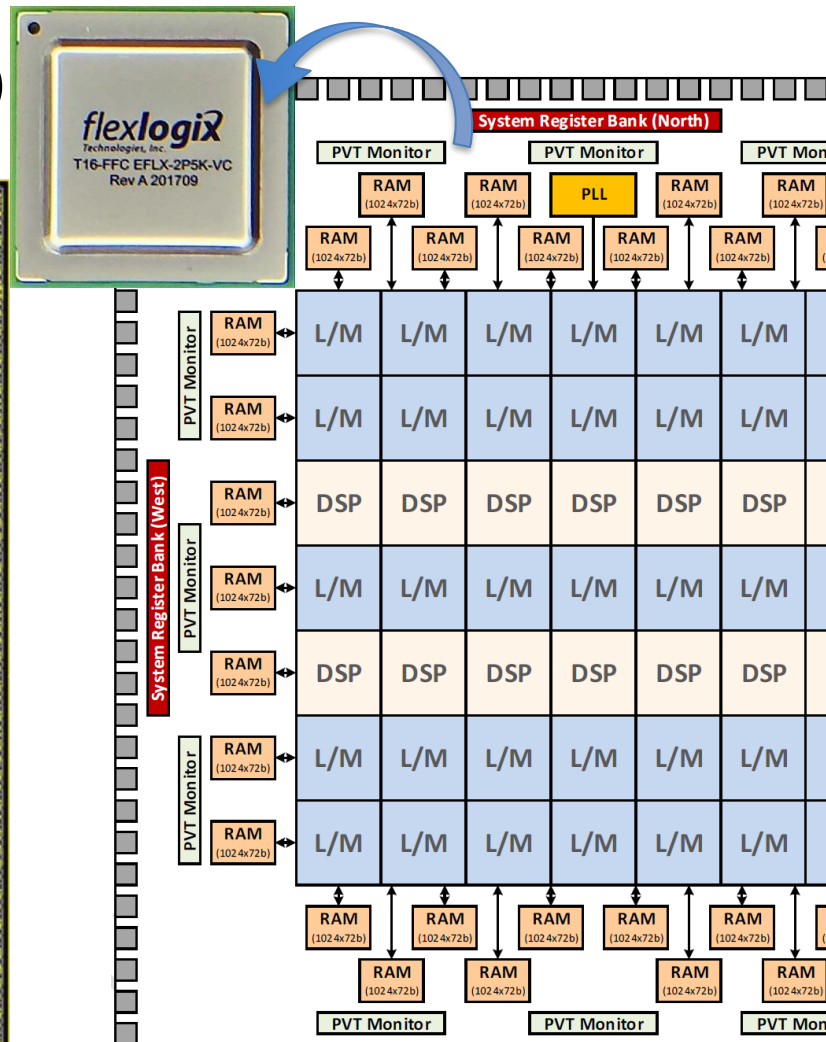 )
flexlogix
Technologies, Inc.
T16-FFC EFLX-2P5K-VC
Rev A 201709
System Register Bank (North)
PVT Monitor PVT Monitor PVT Mon
RAM (1024x72b) RAM (1024x72b) PLL RAM (1024x72b) RAM (1024x72b)
RAM (1024x72b) RAM (1024x72b) RAM (1024x72b) RAM (1024x72b) RAM (1024x72b) (
PVT Monitor
RAM (1024x72b) L/M L/M L/M L/M L/M L/M
RAM (1024x72b) L/M L/M L/M L/M L/M L/M
System Register Bank (West)
PVT Monitor
RAM (1024x72b) DSP DSP DSP DSP DSP DSP
RAM (1024x72b) L/M L/M L/M L/M L/M L/M
RAM (1024x72b) DSP DSP DSP DSP DSP DSP
PVT Monitor
RAM (1024x72b) L/M L/M L/M L/M L/M L/M
RAM (1024x72b) L/M L/M L/M L/M L/M L/M
RAM (1024x72b) RAM (1024x72b) RAM (1024x72b) RAM (1024x72b) RAM (1024x72b) (
RAM (1024x72b) RAM (1024x72b) RAM (1024x72b) RAM (1024x72b)
PVT Monitor PVT Monitor PVT Mon